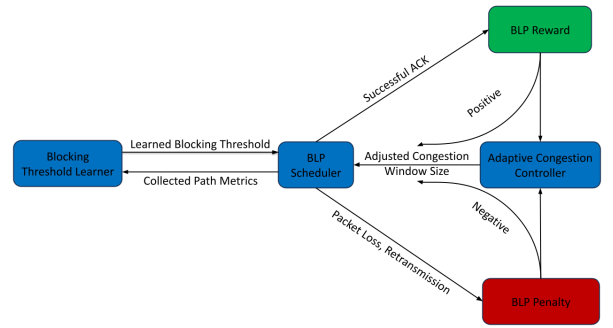 BLP Reward
Successful ACK
Positive
Learned Blocking Threshold
Blocking
Threshold Learner
BLP
Scheduler
Adjusted Congestion
Window Size
Adaptive Congestion
Controller
Collected Path Metrics
Packet Loss, Retransmission
Negative
BLP Penalty